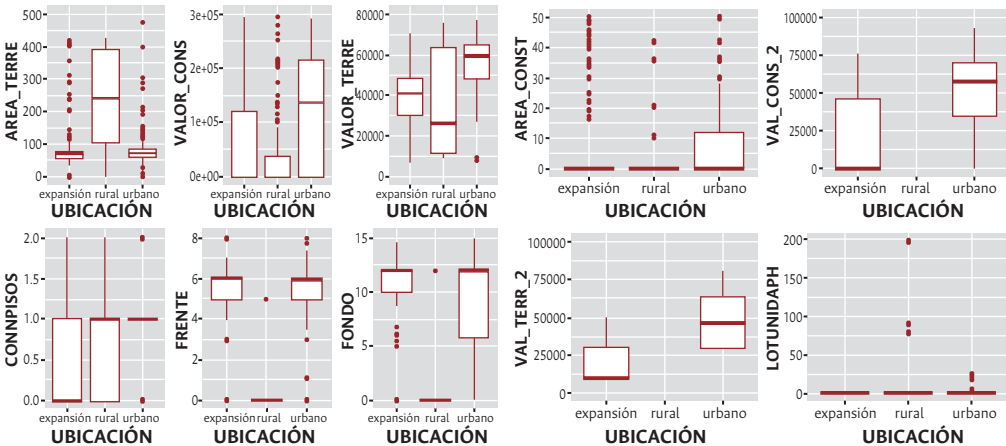 AREA_TERRE
500
400
300
200
100
0
expansión rural urbano
UBICACIÓN
VALOR_CONS
3e+05
2e+05
1e+05
0e+00
expansión rural urbano
UBICACIÓN
VALOR_TERRE
80000
60000
40000
20000
0
expansión rural urbano
UBICACIÓN
AREA_CONST
50
40
30
20
10
0
expansión rural urbano
UBICACIÓN
VAL_CONS_2
100000
75000
50000
25000
0
expansión rural urbano
UBICACIÓN
CONNPISOS
2.0
1.5
1.0
0.5
0.0
expansión rural urbano
UBICACIÓN
FRENTE
8
6
4
2
0
expansión rural urbano
UBICACIÓN
FONDO
15
10
5
0
expansión rural urbano
UBICACIÓN
VAL_TERR_2
100000
75000
50000
25000
0
expansión rural urbano
UBICACIÓN
LOTUNIDAPH
200
150
100
50
0
expansión rural urbano
UBICACIÓN